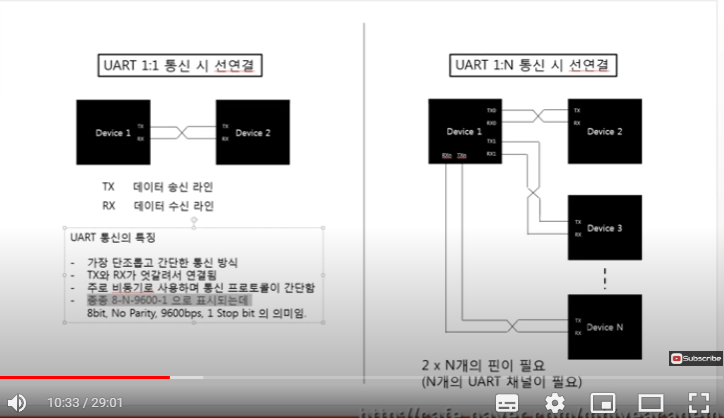 UART 1:1 통신 시 선연결
Device 1
TX
RX
TX
RX
Device 2
TX 데이터 송신 라인
RX 데이터 수신 라인
UART 통신의 특징
- 가장 단조롭고 간단한 통신 방식
- TX와 RX가 엇갈려서 연결됨
- 주로 비동기로 사용하며 통신 프로토콜이 간단함
- 종종 8-N-9600-1 으로 표시되는데
8bit, No Parity, 9600bps, 1 Stop bit 의 의미임.
UART 1:N 통신 시 선연결
Device 1
TX0
RX0
TX1
RX1
RXn TXn
TX
RX
Device 2
TX
RX
Device 3
TX
RX
Device N
2 x N개의 핀이 필요
(N개의 UART 채널이 필요)
Subscribe
10:33 / 29:01